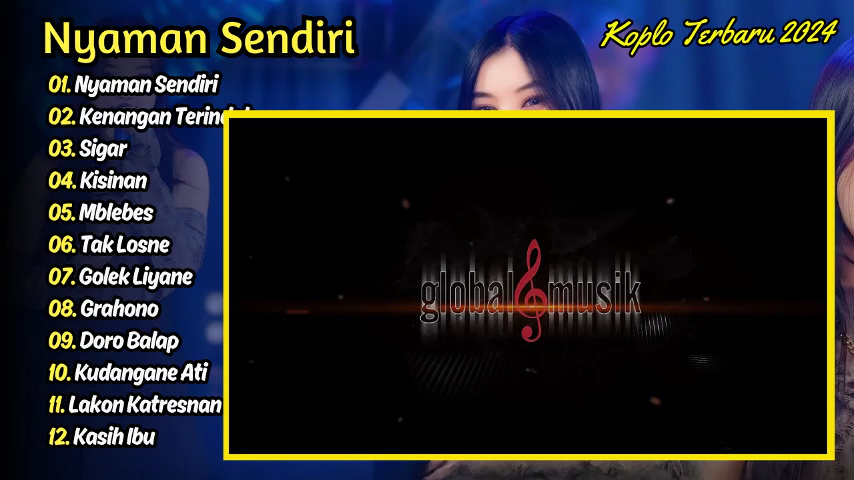 Nyaman Sendiri
Koplo Terbaru 2024
01. Nyaman Sendiri
02. Kenangan
03. Sigar
04. Kisinan
05. Mblebes
06. Tak Losne
07. Golek Liyane
08. Grahono
09. Doro Balap
10. Kudangane Ati
11. Lakon Katresnan
12. Kasih Ibu
global musik